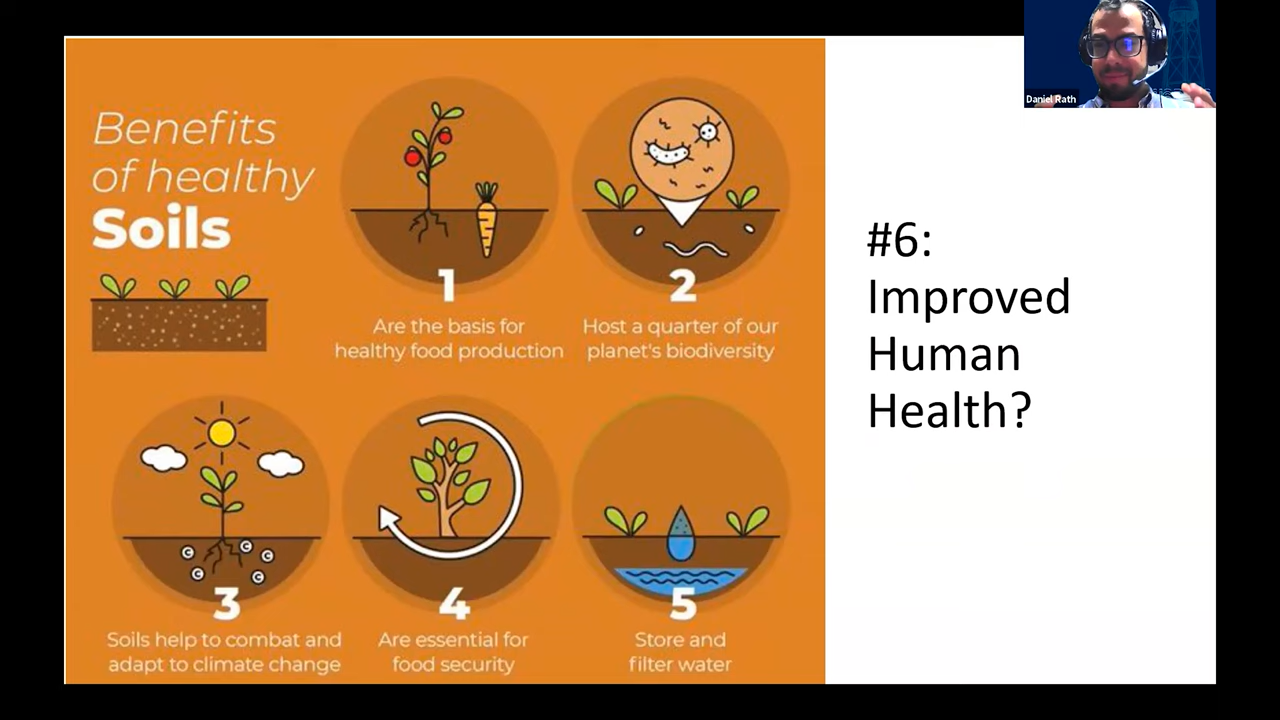 Benefits
of healthy
Soils
1
Are the basis for
healthy food production
2
Host a quarter of our
planet's biodiversity
3
Soils help to combat and
adapt to climate change
4
Are essential for
food security
5
Store and
filter water
#6:
Improved
Human
Health?
Daniel Rath
C
C
C
C
C